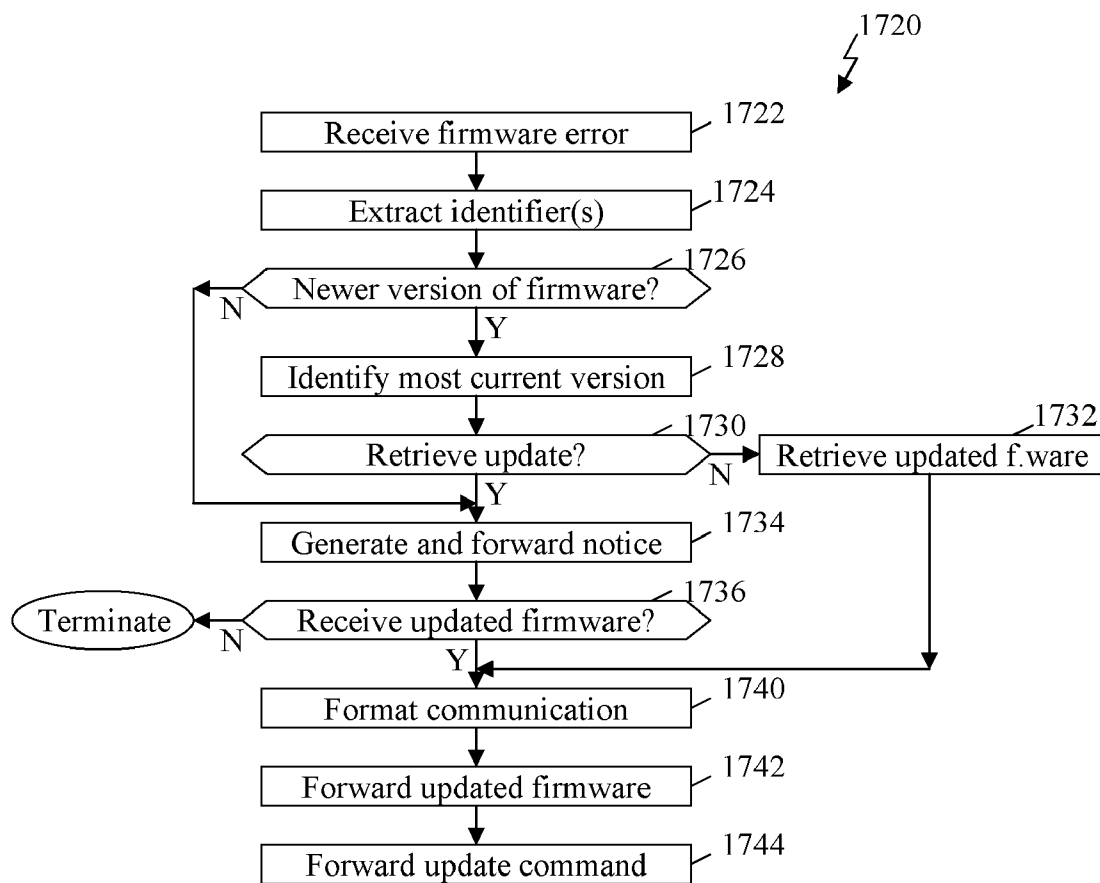 1720
1722
Receive firmware error
1724
Extract identifier(s)
1726
Newer version of firmware?
N
Y
1728
Identify most current version
1730
1732
Retrieve update?
N
Retrieve updated f.ware
Y
1734
Generate and forward notice
1736
Terminate
N
Receive updated firmware?
Y
1740
Format communication
1742
Forward updated firmware
1744
Forward update command